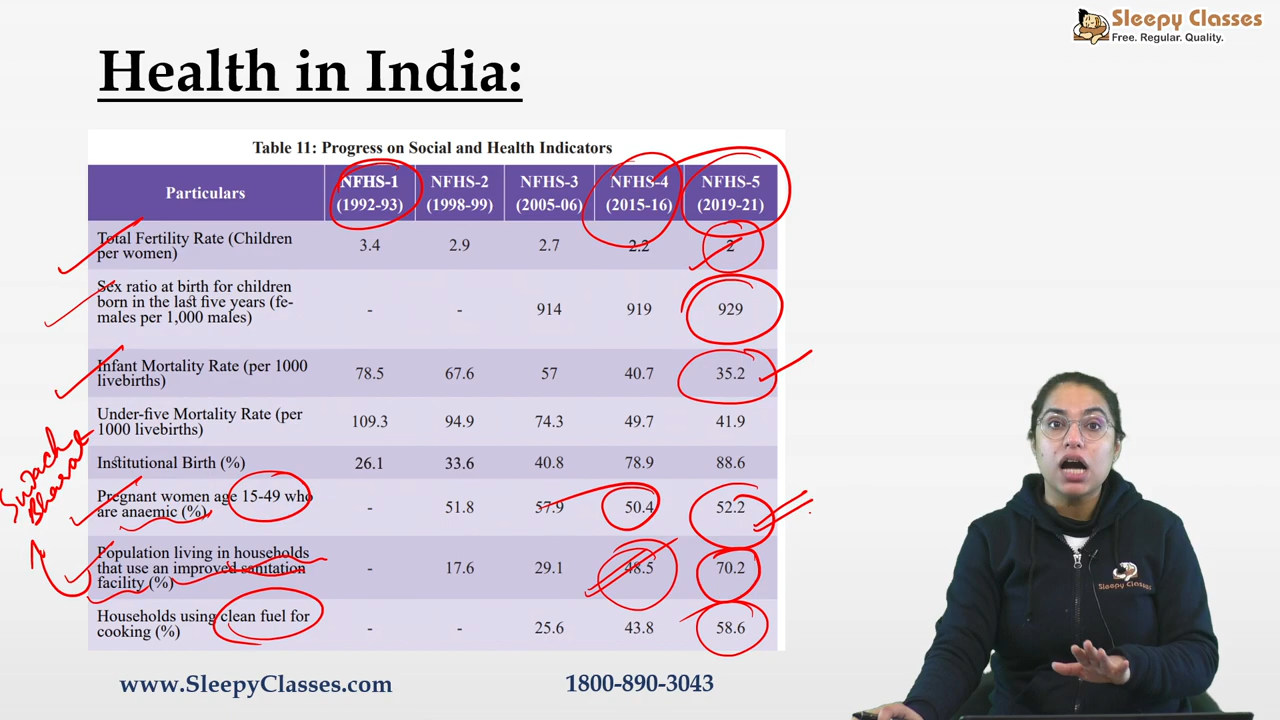 Sleepy Classes
Free. Regular. Quality.
Health in India:
Table 11: Progress on Social and Health Indicators
Particulars NFHS-1 (1992-93) NFHS-2 (1998-99) NFHS-3 (2005-06) NFHS-4 (2015-16) NFHS-5 (2019-21)
Total Fertility Rate (Children
per women) 3.4 2.9 2.7 2.2 2
Sex ratio at birth for children
born in the last five years (fe-
males per 1,000 males) - - 914 919 929
Infant Mortality Rate (per 1000
livebirths) 78.5 67.6 57 40.7 35.2
Under-five Mortality Rate (per
1000 livebirths) 109.3 94.9 74.3 49.7 41.9
Institutional Birth (%) 26.1 33.6 40.8 78.9 88.6
Pregnant women age 15-49 who
are anaemic (%) - 51.8 57.9 50.4 52.2
Population living in households
that use an improved sanitation
facility (%) - 17.6 29.1 48.5 70.2
Households using clean fuel for
cooking (%) - - 25.6 43.8 58.6
Swach
Bharat
Sleepy Classes
www.SleepyClasses.com 1800-890-3043